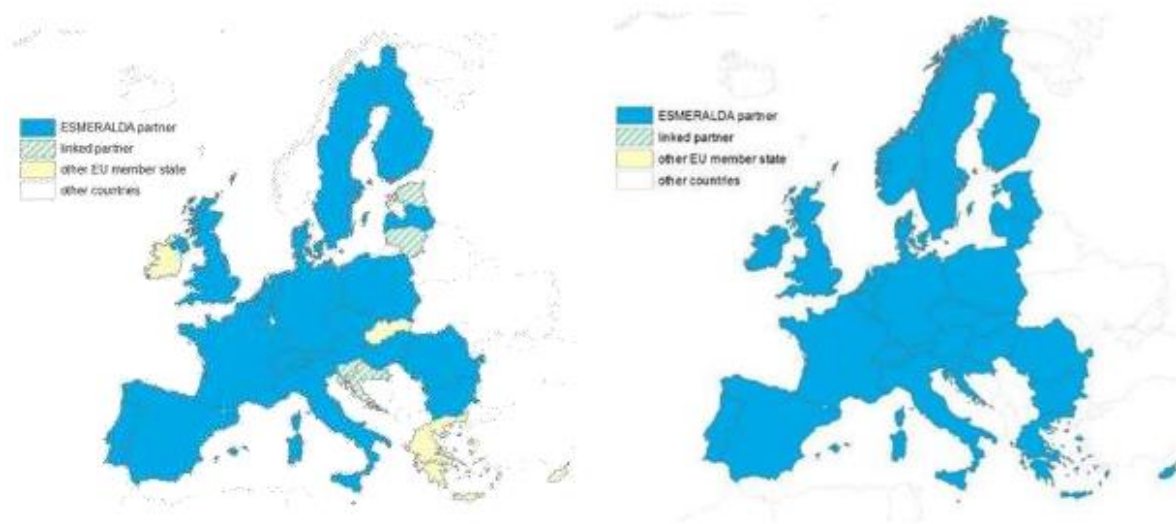 ESMERALDA partner
linked partner
other EU member state
other countries
ESMERALDA partner
linked partner
other EU member state
other countries